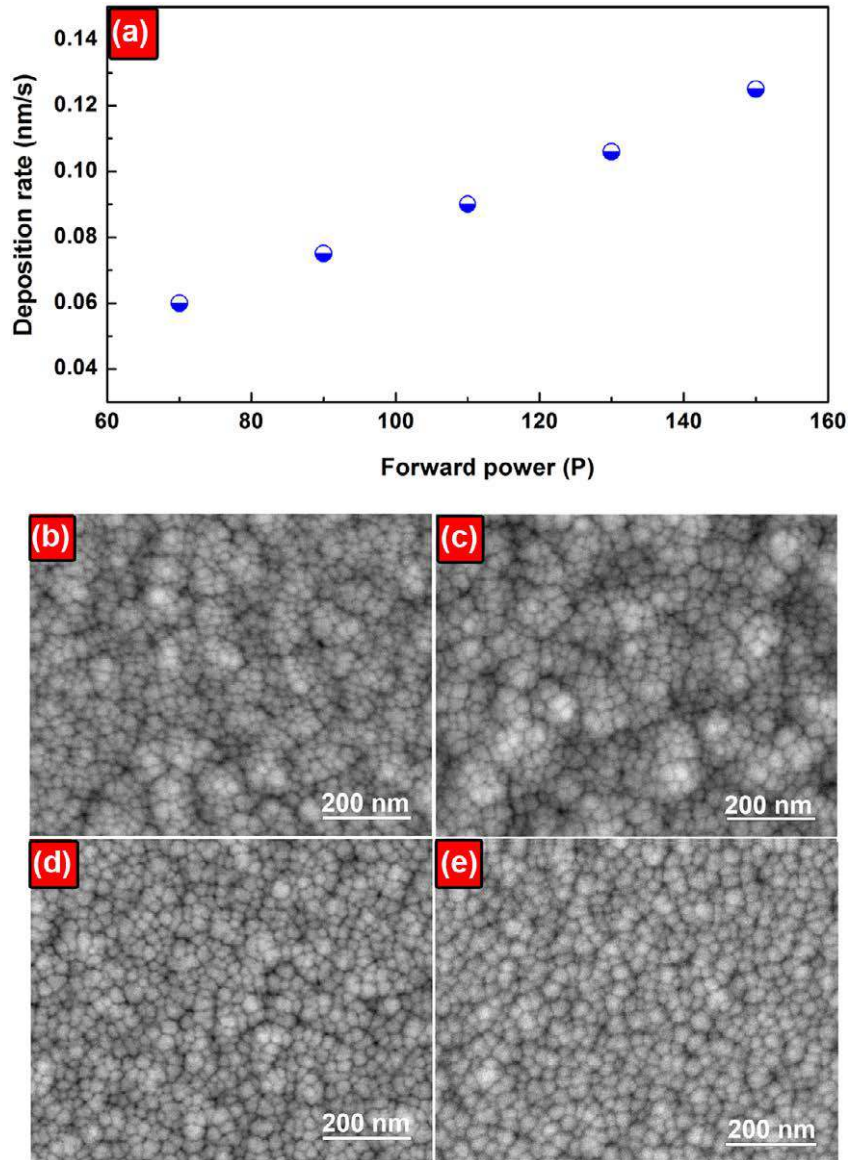 (a)
0.14
0.12
0.10
0.08
0.06
0.04
Deposition rate (nm/s)
60 80 100 120 140 160
Forward power (P)
(b) (c)
200 nm 200 nm
(d) (e)
200 nm 200 nm